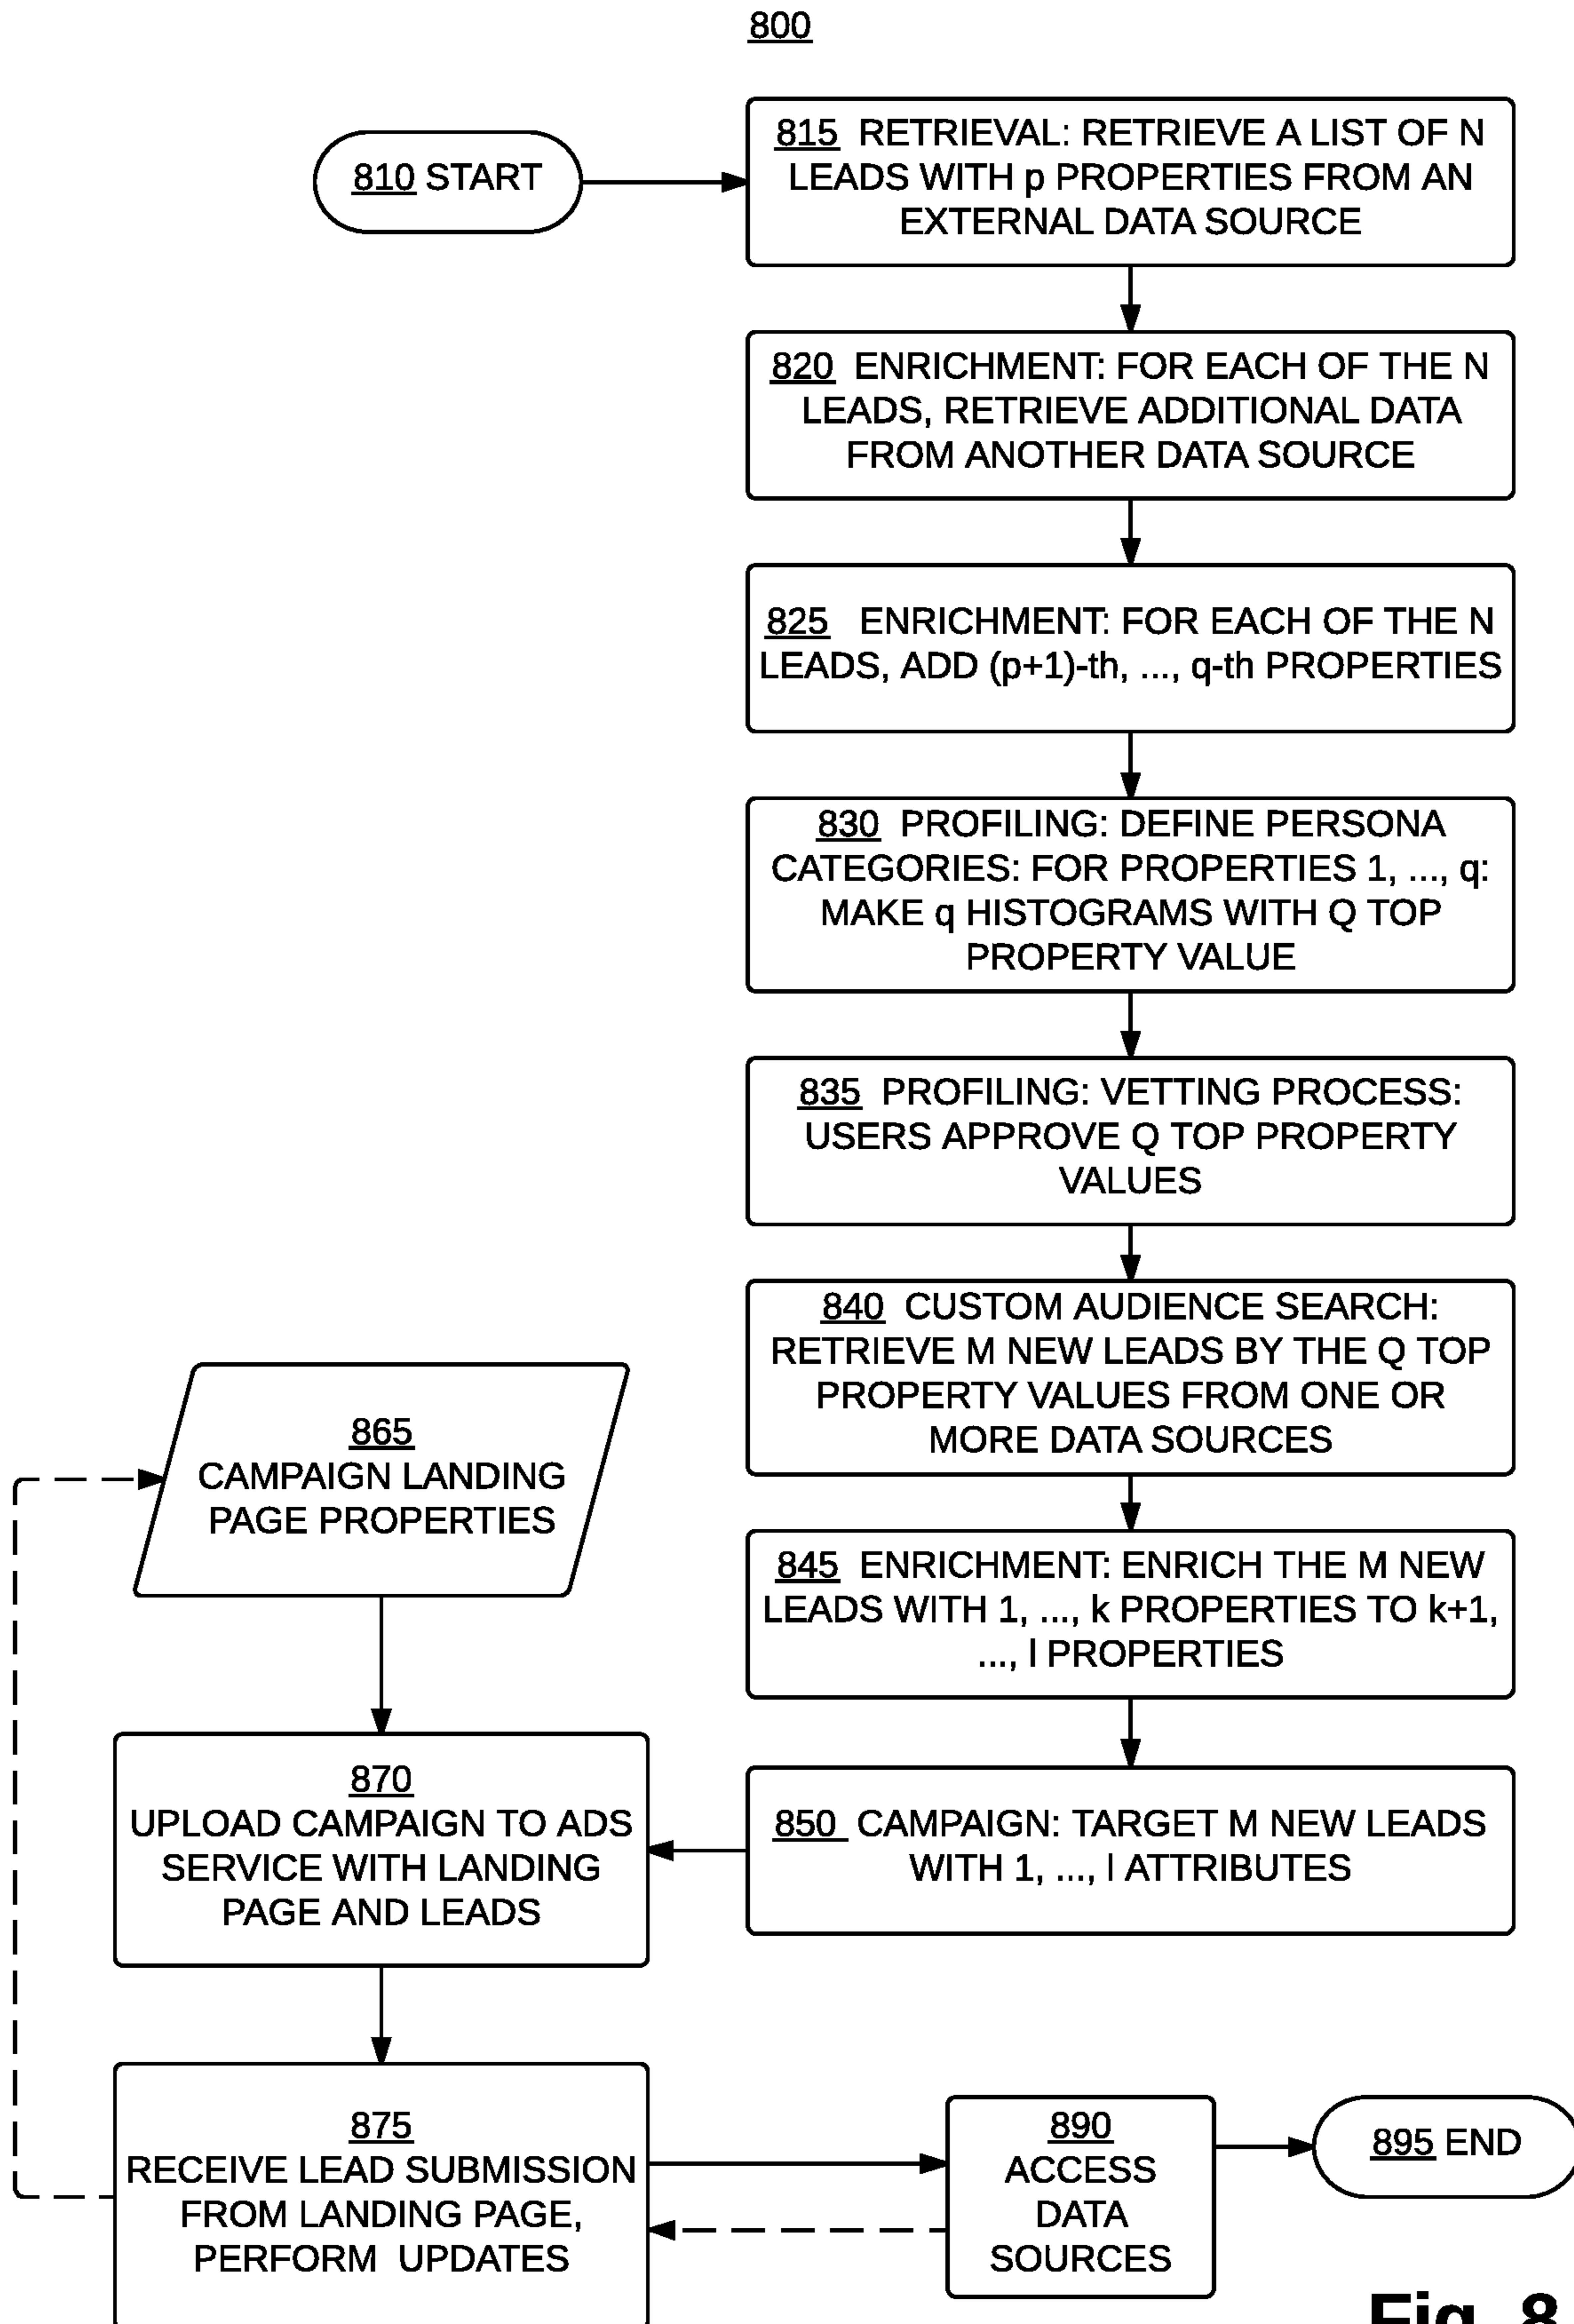 800
810 START
815 RETRIEVAL: RETRIEVE A LIST OF N
LEADS WITH p PROPERTIES FROM AN
EXTERNAL DATA SOURCE
820 ENRICHMENT: FOR EACH OF THE N
LEADS, RETRIEVE ADDITIONAL DATA
FROM ANOTHER DATA SOURCE
825 ENRICHMENT: FOR EACH OF THE N
LEADS, ADD (p+1)-th, ..., q-th PROPERTIES
830 PROFILING: DEFINE PERSONA
CATEGORIES: FOR PROPERTIES 1, ..., q:
MAKE q HISTOGRAMS WITH Q TOP
PROPERTY VALUE
835 PROFILING: VETTING PROCESS:
USERS APPROVE Q TOP PROPERTY
VALUES
840 CUSTOM AUDIENCE SEARCH:
RETRIEVE M NEW LEADS BY THE Q TOP
PROPERTY VALUES FROM ONE OR
MORE DATA SOURCES
845 ENRICHMENT: ENRICH THE M NEW
LEADS WITH 1, ..., k PROPERTIES TO k+1,
..., l PROPERTIES
850 CAMPAIGN: TARGET M NEW LEADS
WITH 1, ..., l ATTRIBUTES
865
CAMPAIGN LANDING
PAGE PROPERTIES
870
UPLOAD CAMPAIGN TO ADS
SERVICE WITH LANDING
PAGE AND LEADS
875
RECEIVE LEAD SUBMISSION
FROM LANDING PAGE,
PERFORM UPDATES
890
ACCESS
DATA
SOURCES
895 END
Fig. 8